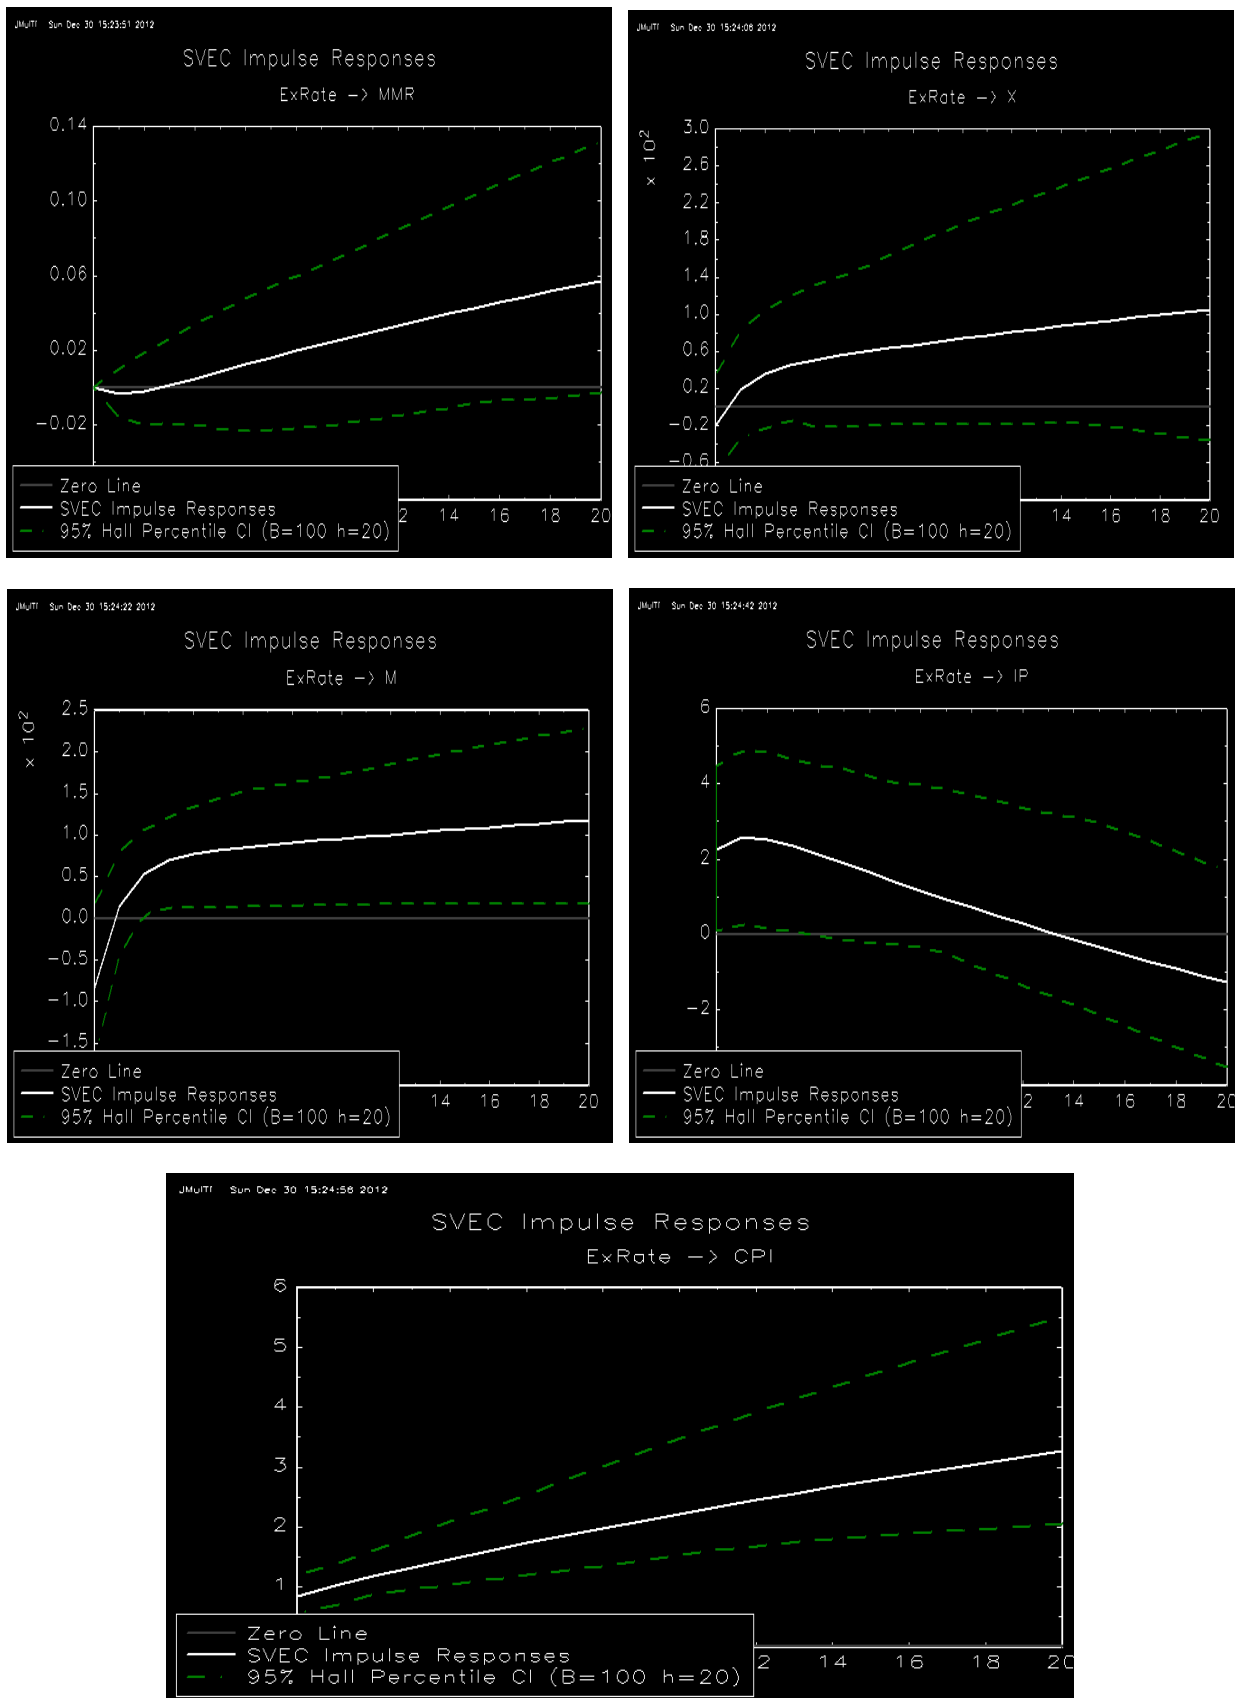 JMulTi Sun Dec 30 15:23:51 2012
SVEC Impulse Responses
ExRate -> MMR
0.14
0.10
0.06
0.02
-0.02
Zero Line
SVEC Impulse Responses
95% Hall Percentile CI (B=100 h=20)
12 14 16 18 20
JMulTi Sun Dec 30 15:24:06 2012
SVEC Impulse Responses
ExRate -> X
x 10²
3.0
2.6
2.2
1.8
1.4
1.0
0.6
0.2
-0.2
-0.6
Zero Line
SVEC Impulse Responses
95% Hall Percentile CI (B=100 h=20)
14 16 18 20
JMulTi Sun Dec 30 15:24:22 2012
SVEC Impulse Responses
ExRate -> M
x 10²
2.5
2.0
1.5
1.0
0.5
0.0
-0.5
-1.0
-1.5
Zero Line
SVEC Impulse Responses
95% Hall Percentile CI (B=100 h=20)
14 16 18 20
JMulTi Sun Dec 30 15:24:42 2012
SVEC Impulse Responses
ExRate -> IP
6
4
2
0
-2
Zero Line
SVEC Impulse Responses
95% Hall Percentile CI (B=100 h=20)
14 16 18 20
JMulTi Sun Dec 30 15:24:56 2012
SVEC Impulse Responses
ExRate -> CPI
6
5
4
3
2
1
Zero Line
SVEC Impulse Responses
95% Hall Percentile CI (B=100 h=20)
2 14 16 18 20